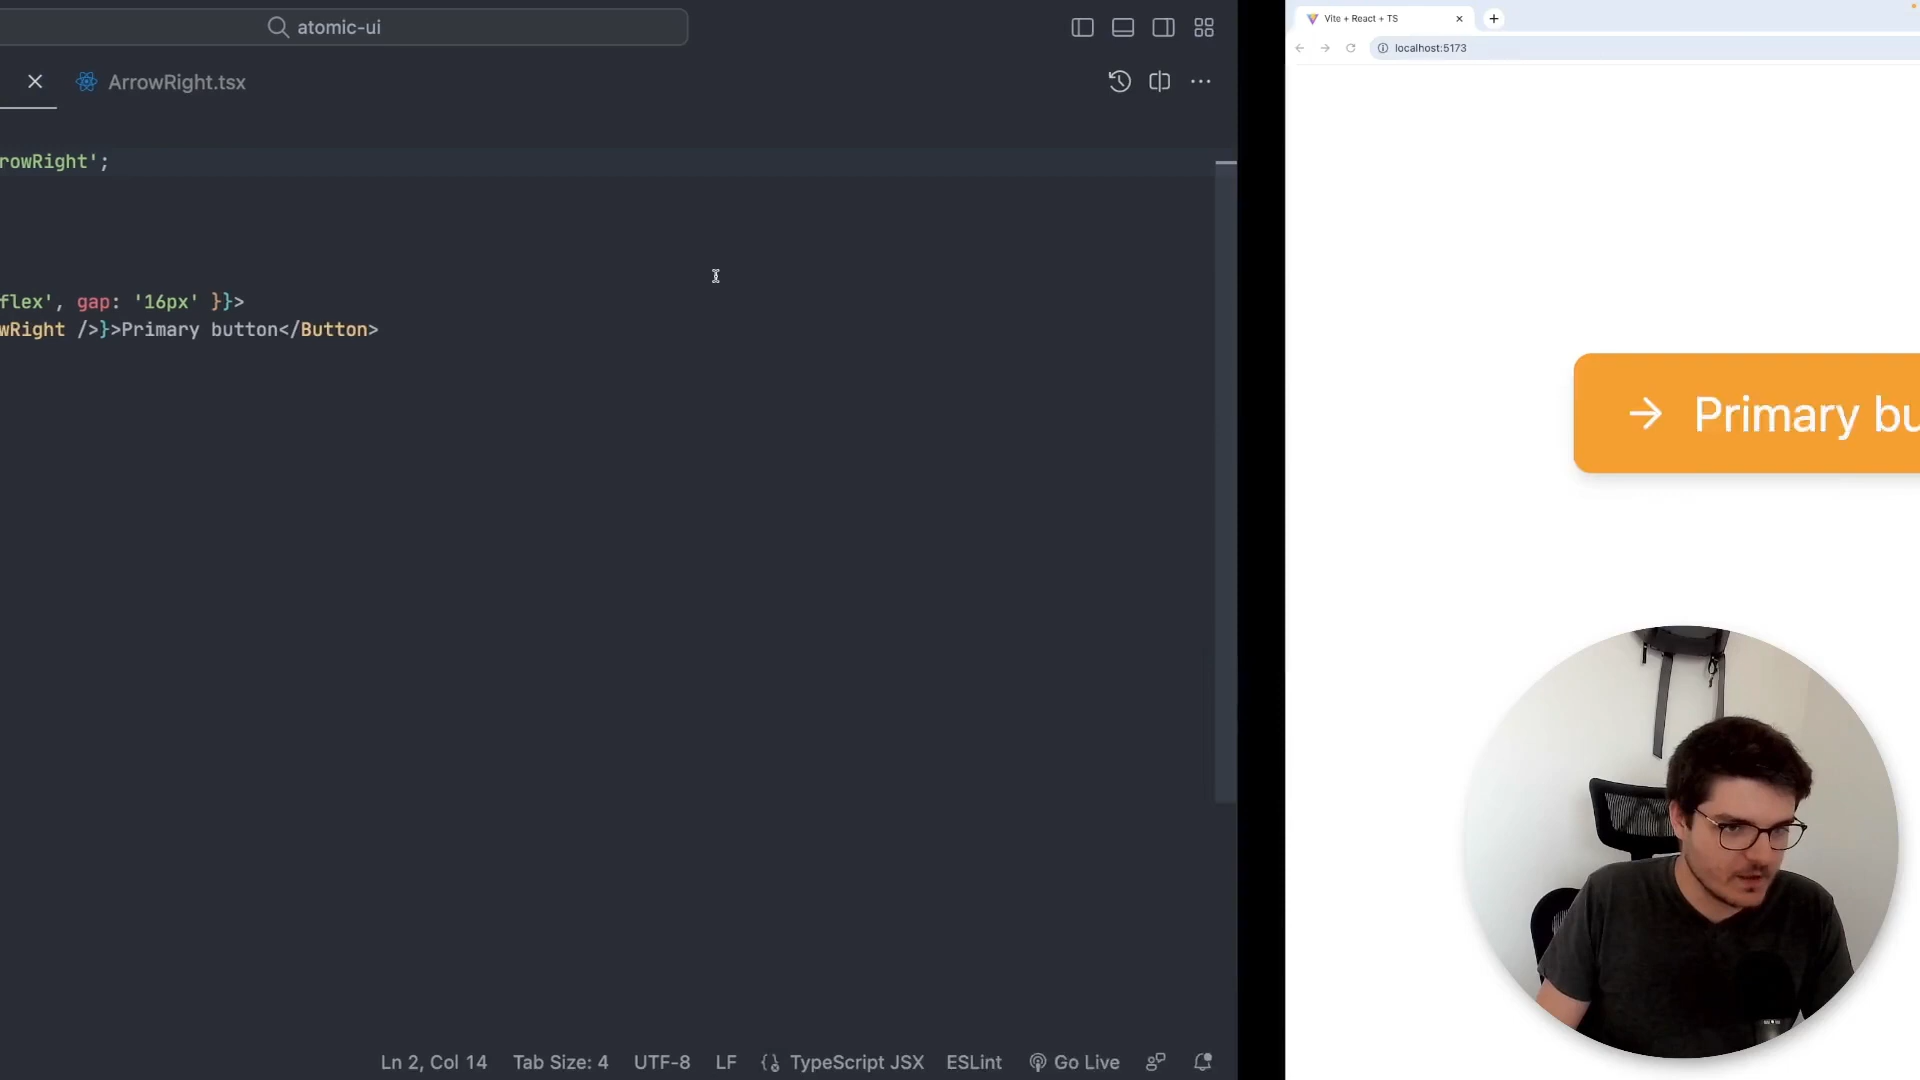 atomic-ui
ArrowRight.tsx
rowRight';
flex', gap: '16px' }}>
wRight />}>Primary button</Button>
Ln 2, Col 14 Tab Size: 4 UTF-8 LF TypeScript JSX ESLint Go Live
Vite + React + TS
localhost:5173
Primary bu